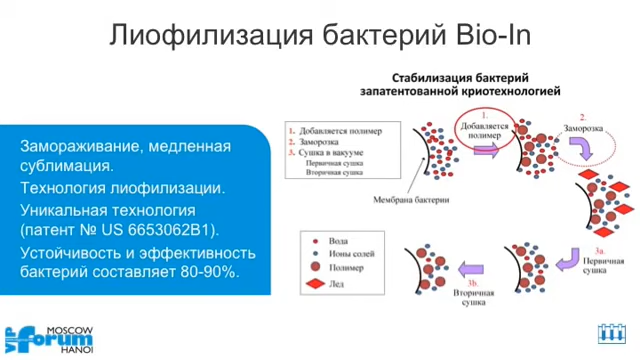 Лиофилизация бактерий Bio-In
Стабилизация бактерий
запатентованной криотехнологией
Замораживание, медленная
сублимация.
Технология лиофилизации.
Уникальная технология
(патент № US 6653062B1).
Устойчивость и эффективность
бактерий составляет 80-90%.
1. Добавляется полимер
2. Заморозка
3. Сушка в вакууме
Первичная сушка
Вторичная сушка
Мембрана бактерии
1.
Добавляется
полимер
2.
Заморозка
3a.
Первичная
сушка
3b.
Вторичная
сушка
Вода
Ионы солей
Полимер
Лед
VIP
forum
MOSCOW
HANOI